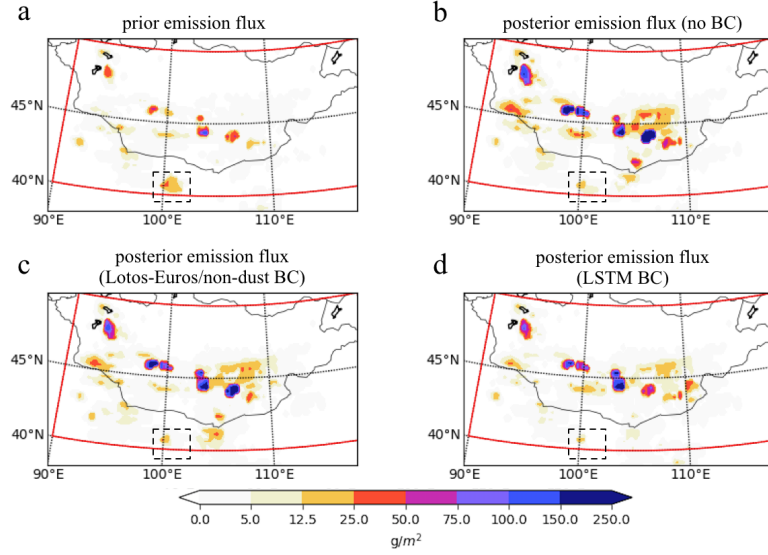 a
prior emission flux
b
posterior emission flux (no BC)
45°N
40°N
90°E
100°E
110°E
45°N
40°N
90°E
100°E
110°E
c
posterior emission flux
(Lotos-Euros/non-dust BC)
d
posterior emission flux
(LSTM BC)
45°N
40°N
90°E
100°E
110°E
45°N
40°N
90°E
100°E
110°E
0.0 5.0 12.5 25.0 50.0 75.0 100.0 150.0 250.0
g/m²